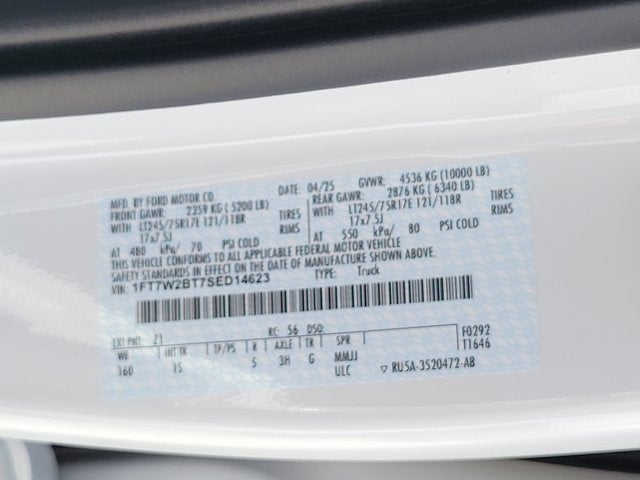 MFD. BY FORD MOTOR CO. DATE: 04/25 GVWR: 4536 KG (10000 LB)
FRONT GAWR: 2359 KG ( 5200 LB) REAR GAWR: 2876 KG ( 6340 LB)
WITH LT245/75R17E 121/118R TIRES WITH LT245/75R17E 121/118R TIRES
17x7.5J RIMS 17x7.5J RIMS
AT 480 kPa/ 70 PSI COLD AT 550 kPa/ 80 PSI COLD
THIS VEHICLE CONFORMS TO ALL APPLICABLE FEDERAL MOTOR VEHICLE
SAFETY STANDARDS IN EFFECT ON THE DATE OF MANUFACTURE SHOWN ABOVE.
VIN: 1FT7W2BT7SED14623 TYPE: Truck
EXT PNT: Z1 RC: 56 DSO: F0292
WB INT TR TP/PS R AXLE TR SPR T1646
160 1S 5 3H G MMJJ
ULC RU5A-3520472-AB